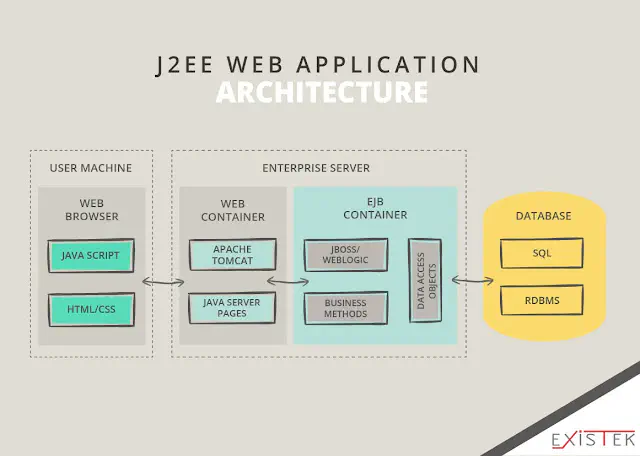 J2EE WEB APPLICATION
ARCHITECTURE
USER MACHINE
WEB
BROWSER
JAVA SCRIPT
HTML/CSS
ENTERPRISE SERVER
WEB
CONTAINER
APACHE
TOMCAT
JAVA SERVER
PAGES
EJB
CONTAINER
JBOSS/
WEBLOGIC
BUSINESS
METHODS
DATA ACCESS
OBJECTS
DATABASE
SQL
RDBMS
EXISTEK